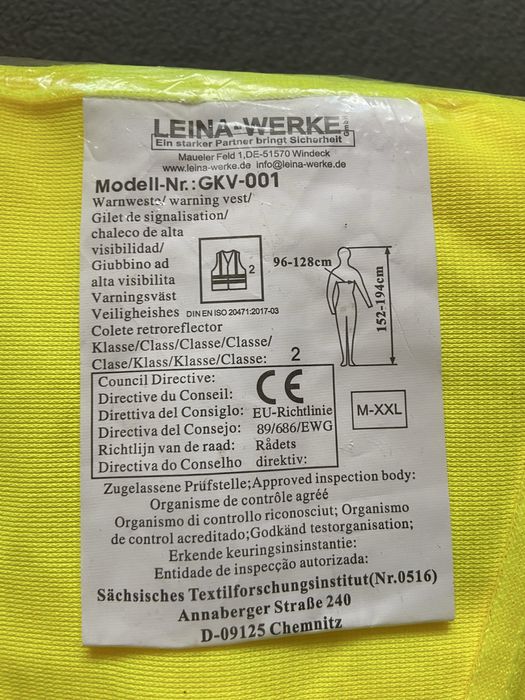 LEINA-WERKE GmbH
Ein starker Partner bringt Sicherheit
Maueler Feld 1,DE-51570 Windeck
www.leina-werke.de info@leina-werke.de
Modell-Nr.:GKV-001
Warnweste/ warning vest/
Gilet de signalisation/
chaleco de alta
visibilidad/
Giubbino ad
alta visibilita
Varningsväst
Veiligheishes DIN EN ISO 20471:2017-03
Colete retroreflector
Klasse/Class/Classe/Classe/
Clase/Klass/Klasse/Classe: 2
2
96-128cm
152-194cm
M-XXL
Council Directive:
Directive du Conseil: CE
Direttiva del Consiglo: EU-Richtlinie
Directiva del Consejo: 89/686/EWG
Richtlijn van de raad: Rådets
Directiva do Conselho direktiv:
Zugelassene Prüfstelle;Approved inspection body:
Organisme de contrôle agréé
Organismo di controllo riconosciut; Organismo
de control acreditado;Godkänd testorganisation;
Erkende keuringsinsinstantie:
Entidade de inspecção autorizada:
Sächsisches Textilforschungsinstitut(Nr.0516)
Annaberger Straße 240
D-09125 Chemnitz